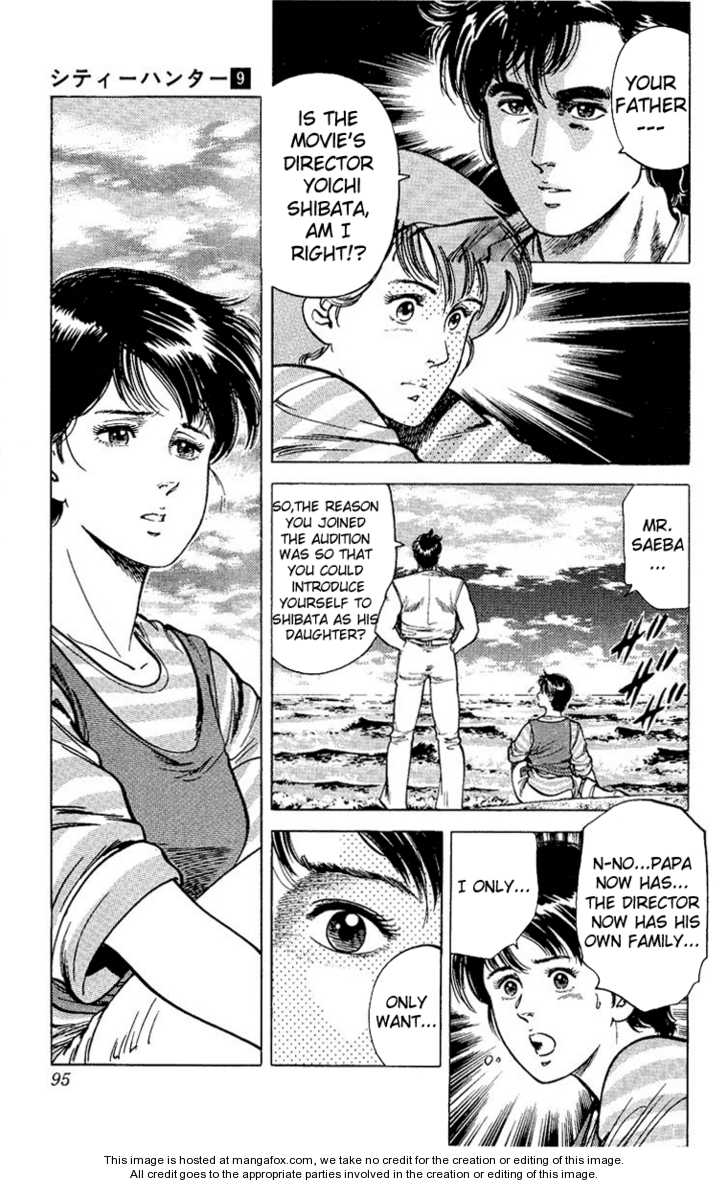 シティーハンター 9
YOUR
FATHER
---
IS THE
MOVIE'S
DIRECTOR
YOICHI
SHIBATA,
AM I
RIGHT!?
MR.
SAEBA
...
SO,THE REASON
YOU JOINED
THE AUDITION
WAS SO THAT
YOU COULD
INTRODUCE
YOURSELF TO
SHIBATA AS HIS
DAUGHTER?
N-NO...PAPA
NOW HAS...
THE DIRECTOR
NOW HAS HIS
OWN FAMILY...
I ONLY...
ONLY
WANT...
95
This image is hosted at mangafox.com, we take no credit for the creation or editing of this image.
All credit goes to the appropriate parties involved in the creation or editing of this image.